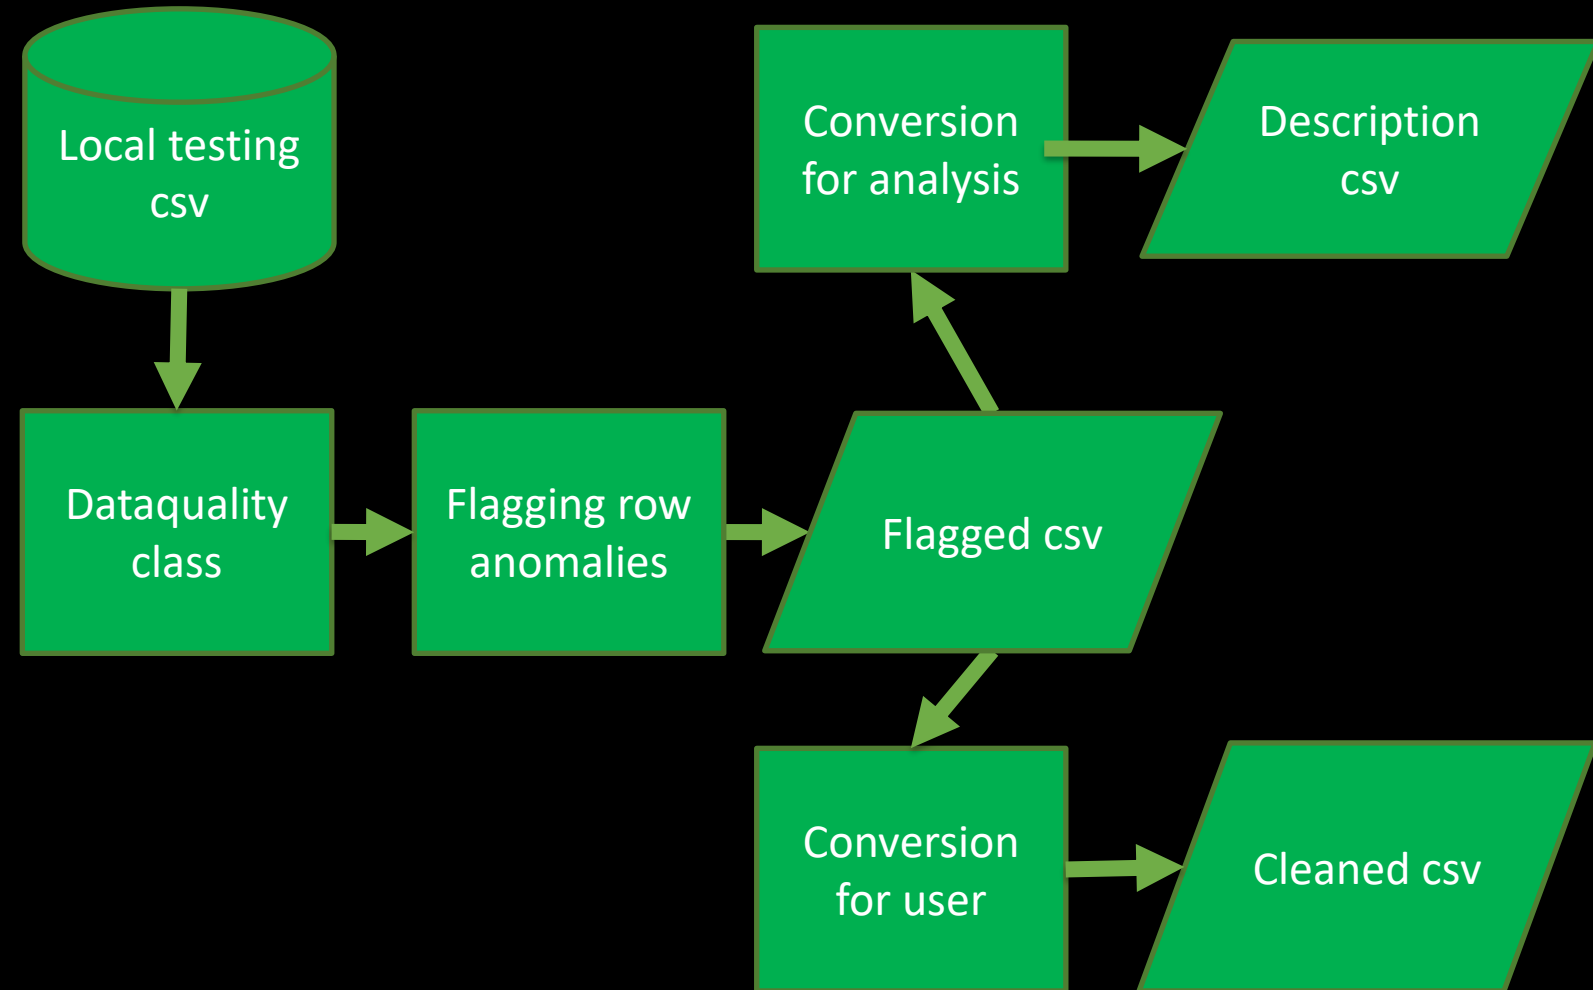 Local testing
csv
Conversion
for analysis
Description
csv
Dataquality
class
Flagging row
anomalies
Flagged csv
Conversion
for user
Cleaned csv